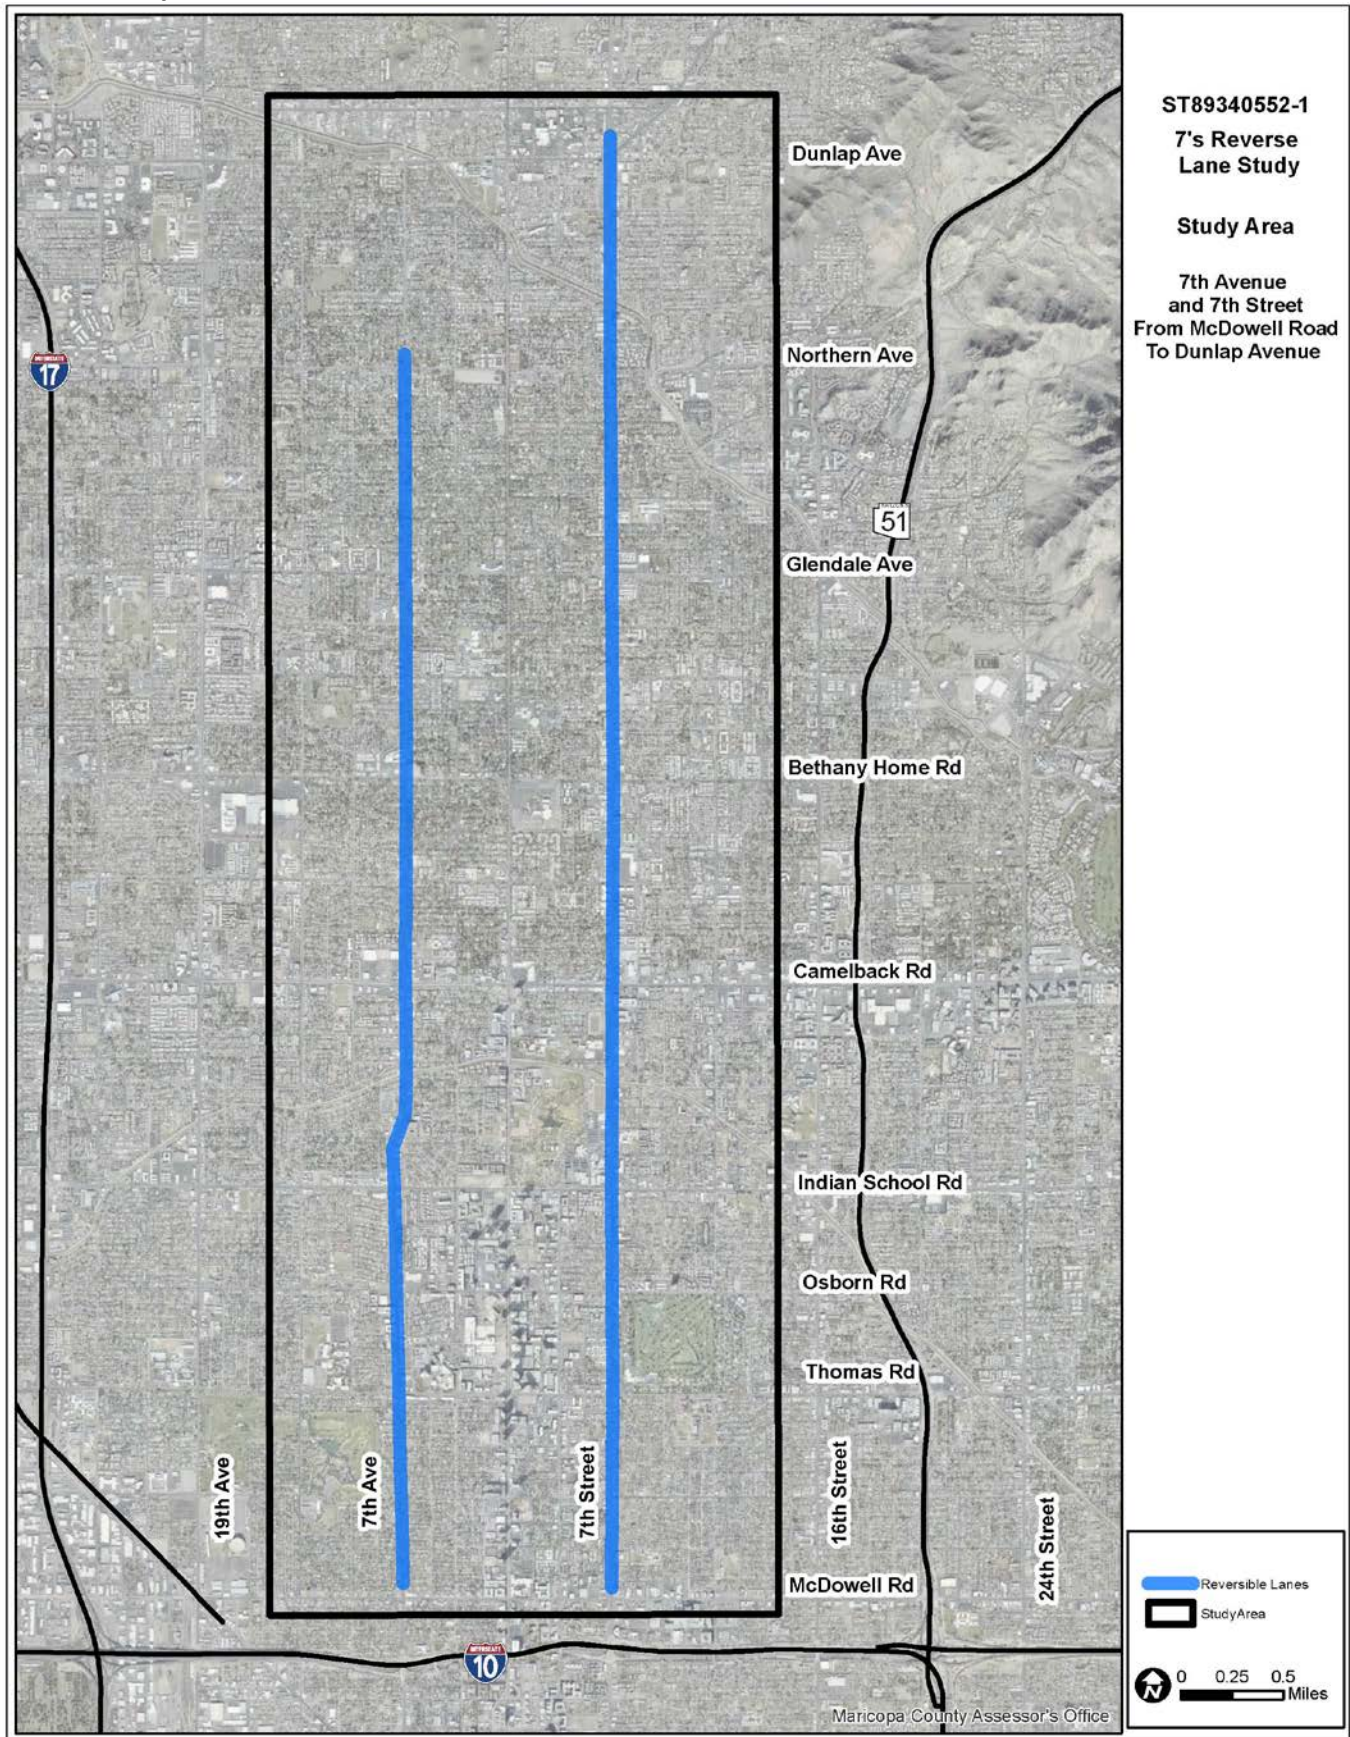 ST89340552-1
7's Reverse
Lane Study
Study Area
7th Avenue
and 7th Street
From McDowell Road
To Dunlap Avenue
Dunlap Ave
Northern Ave
INTERSTATE
17
51
Glendale Ave
Bethany Home Rd
Camelback Rd
Indian School Rd
Osborn Rd
Thomas Rd
19th Ave
7th Ave
7th Street
16th Street
24th Street
McDowell Rd
INTERSTATE
10
Reversible Lanes
StudyArea
N
0 0.25 0.5
Miles
Maricopa County Assessor's Office